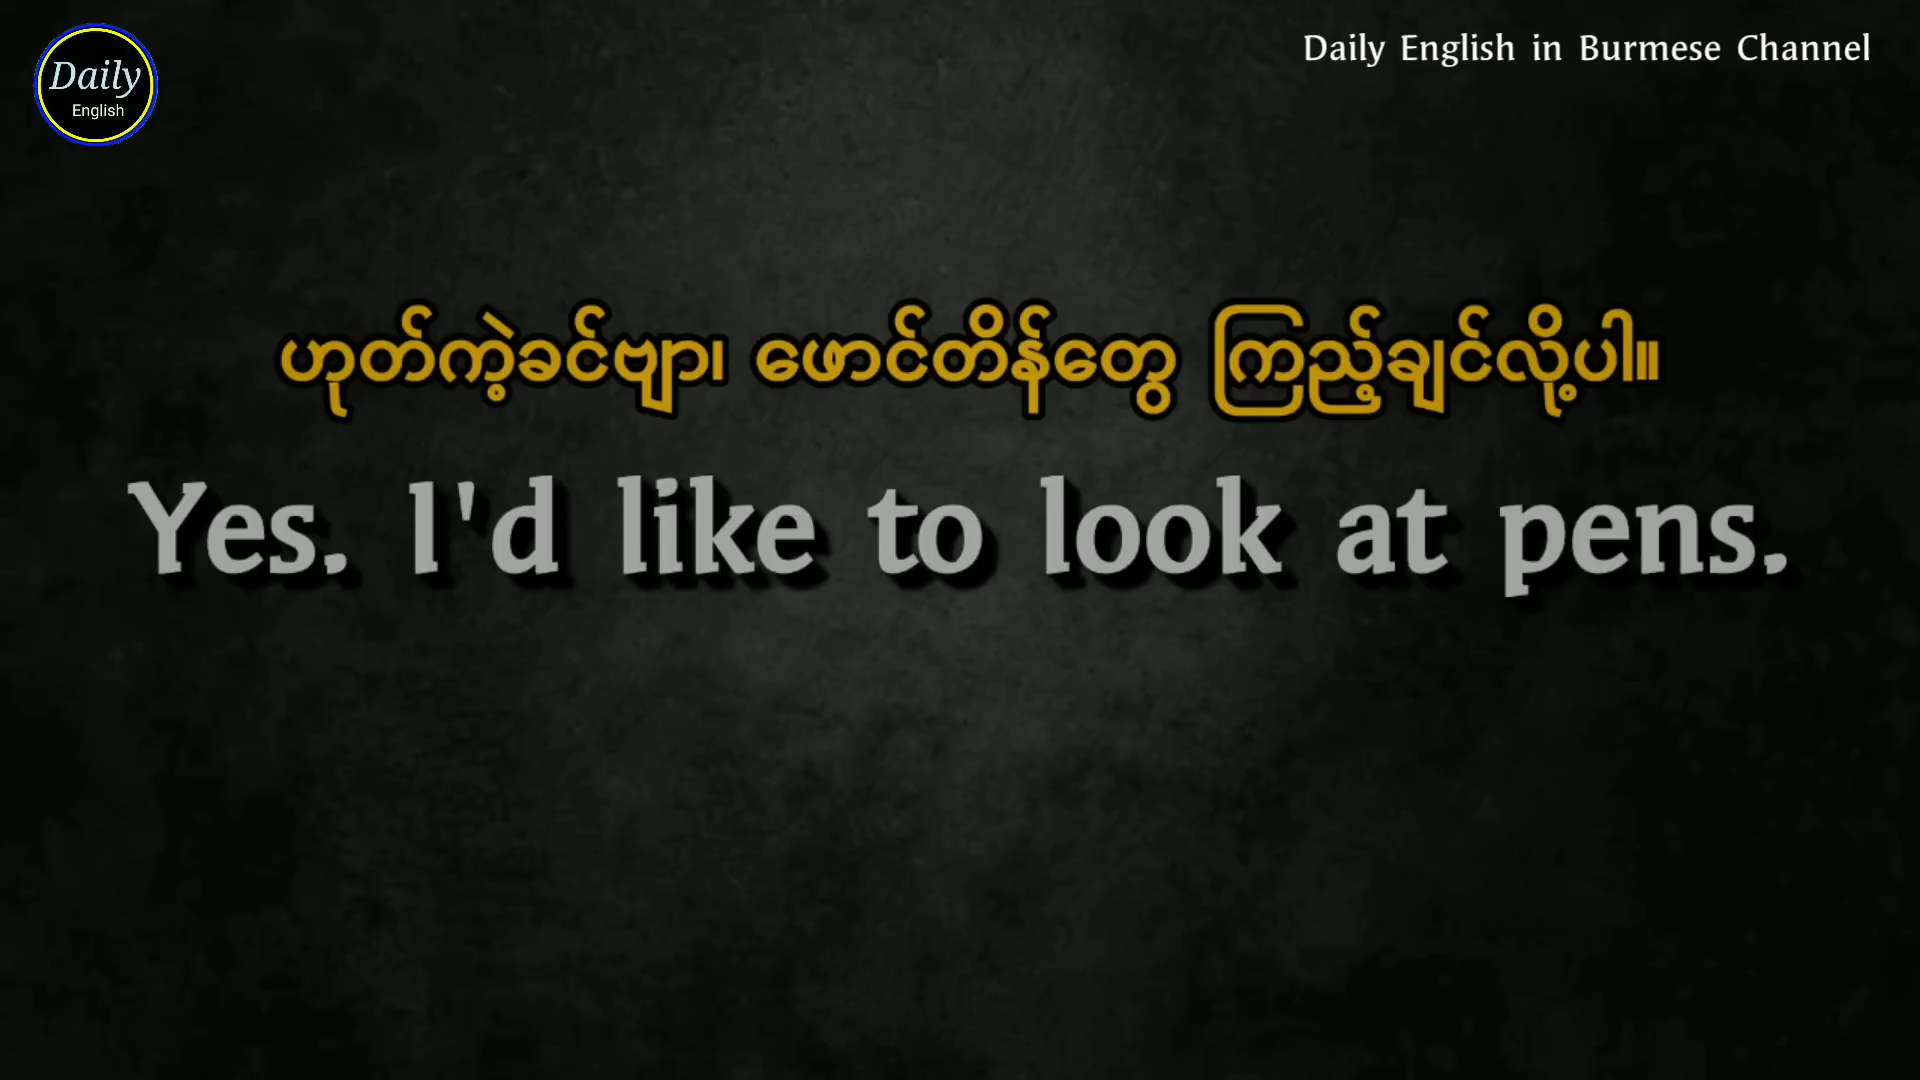 Daily
English
Daily English in Burmese Channel
ဟုတ်ကဲ့ခင်ဗျာ၊ ဖောင်တိန်တွေ ကြည့်ချင်လို့ပါ။
Yes. I'd like to look at pens.